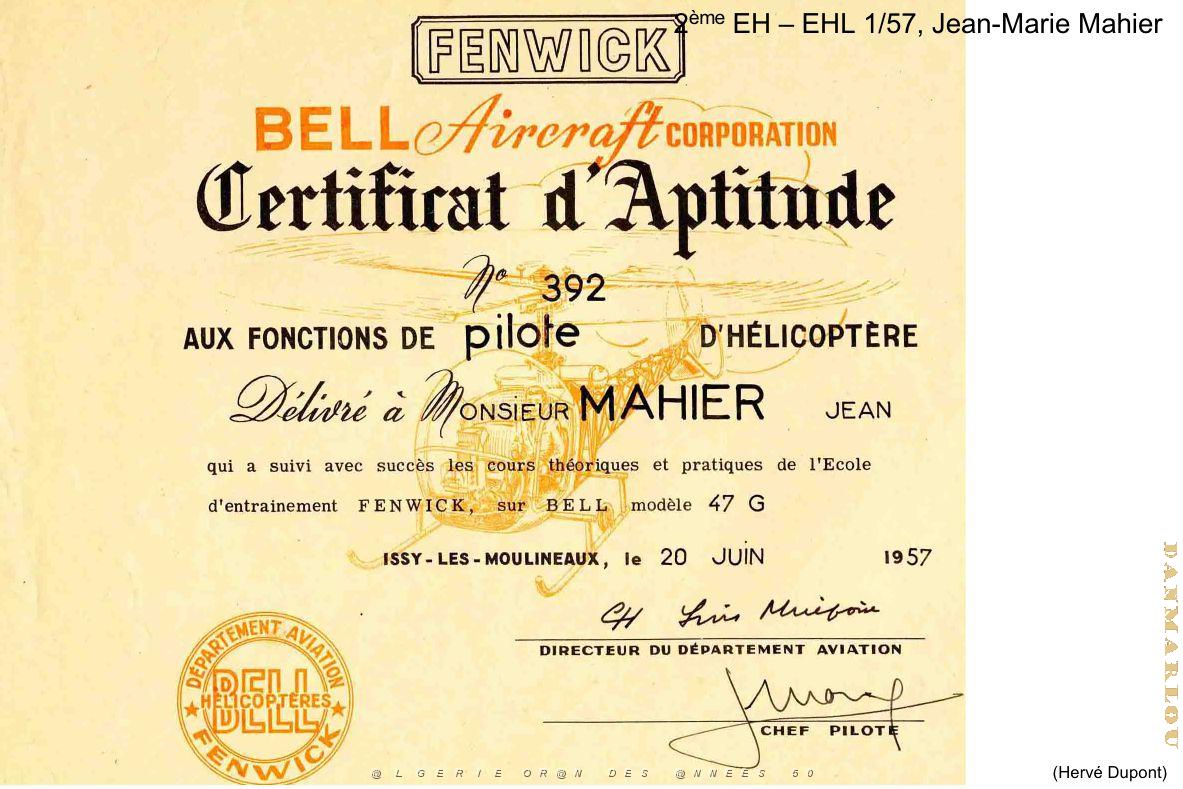 2ème EH – EHL 1/57, Jean-Marie Mahier
FENWICK
BELL Aircraft CORPORATION
Certificat d'Aptitude
No 392
AUX FONCTIONS DE pilote D'HÉLICOPTÈRE
Délivré à MONSIEUR MAHIER JEAN
qui a suivi avec succès les cours théoriques et pratiques de l'Ecole
d'entrainement FENWICK, sur BELL modèle 47 G
ISSY-LES-MOULINEAUX, le 20 JUIN 1957
DIRECTEUR DU DÉPARTEMENT AVIATION
CHEF PILOTE
DÉPARTEMENT AVIATION
BELL
HÉLICOPTÈRES
FENWICK
@LGERIE OR@N DES @NNEES 50
DANMARLOU
(Hervé Dupont)